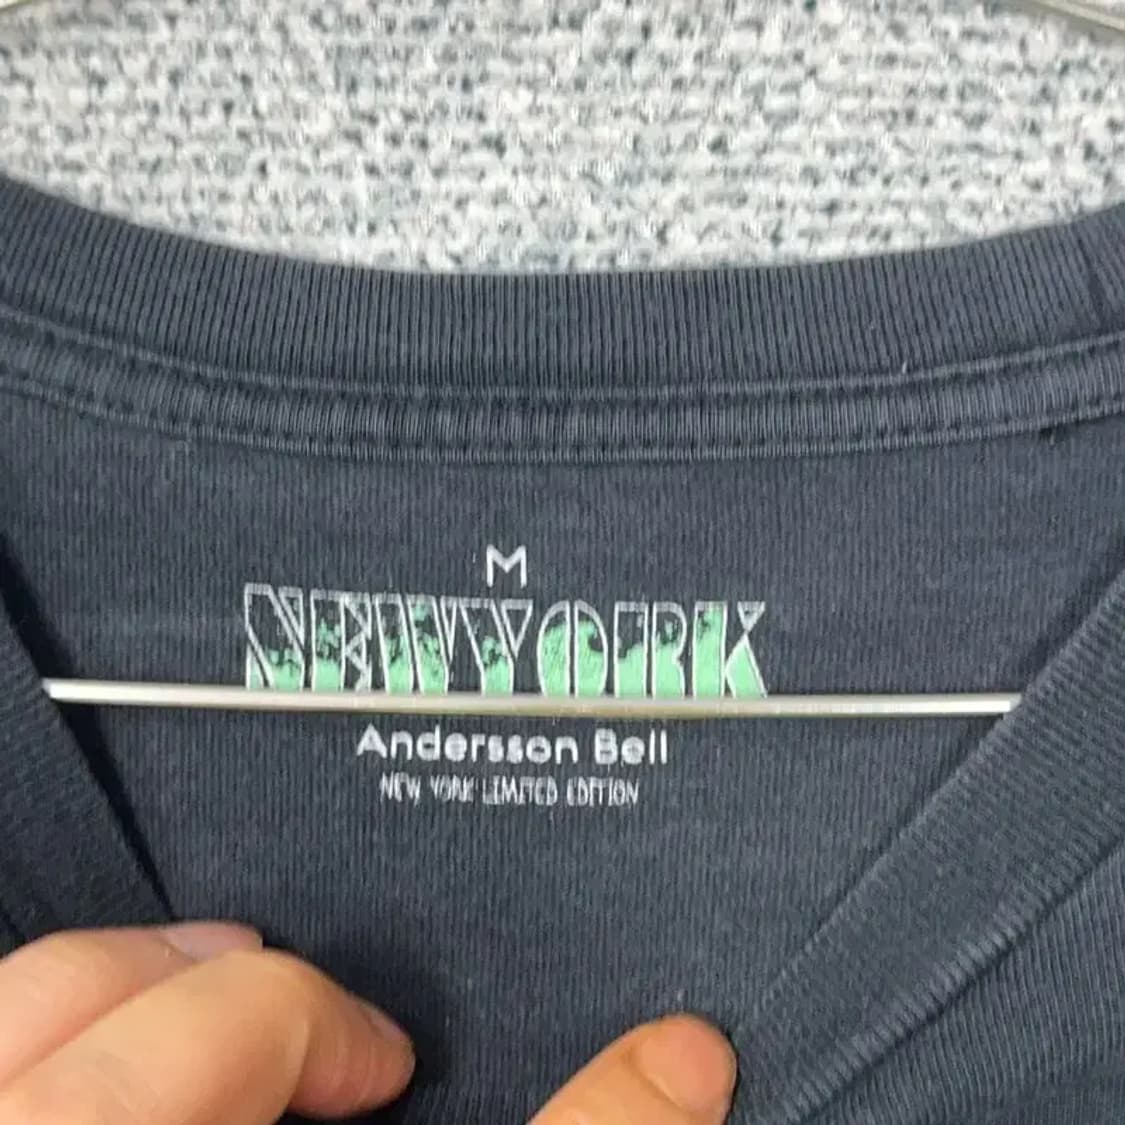 M
NEWYORK
Andersson Bell
NEW YORK LIMITED EDITION